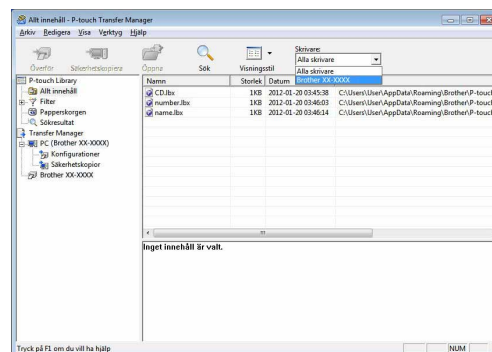 Allt innehåll - P-touch Transfer Manager
Arkiv Redigera Visa Verktyg Hjälp
Överför Säkerhetskopiera Öppna Sök Visningsstil
Skrivare:
Alla skrivare
Alla skrivare
Brother XX-XXXX
P-touch Library
Allt innehåll
Filter
Papperskorgen
Sökresultat
Transfer Manager
PC (Brother XX-XXXX)
Konfigurationer
Säkerhetskopior
Brother XX-XXXX
Namn Storlek Datum
CD.lbx 1KB 2012-01-20 03:45:38 C:\Users\User\AppData\Roaming\Brother\P-touch
number.lbx 1KB 2012-01-20 03:46:03 C:\Users\User\AppData\Roaming\Brother\P-touch
name.lbx 1KB 2012-01-20 03:46:14 C:\Users\User\AppData\Roaming\Brother\P-touch
Inget innehåll är valt.
Tryck på F1 om du vill ha hjälp
NUM